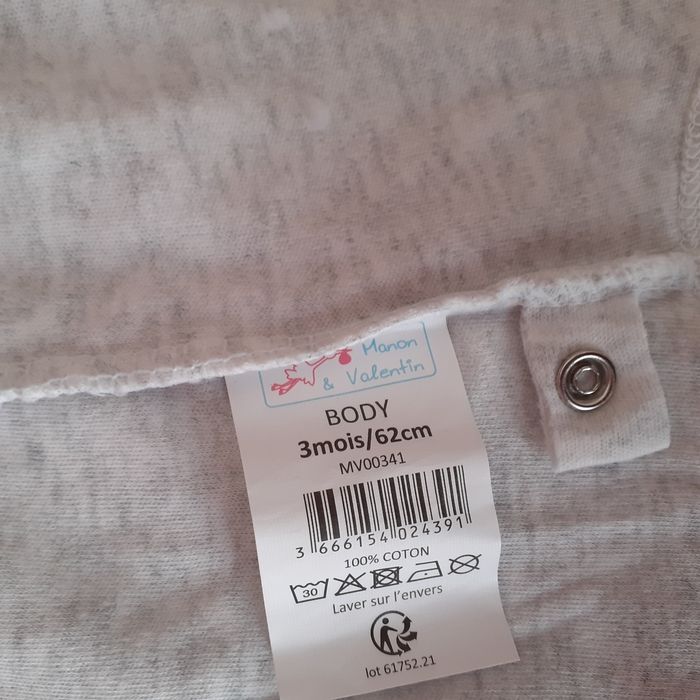 Manon
& Valentin
BODY
3mois/62cm
MV00341
3 666154 024391
100% COTON
30
Laver sur l'envers
lot 61752.21